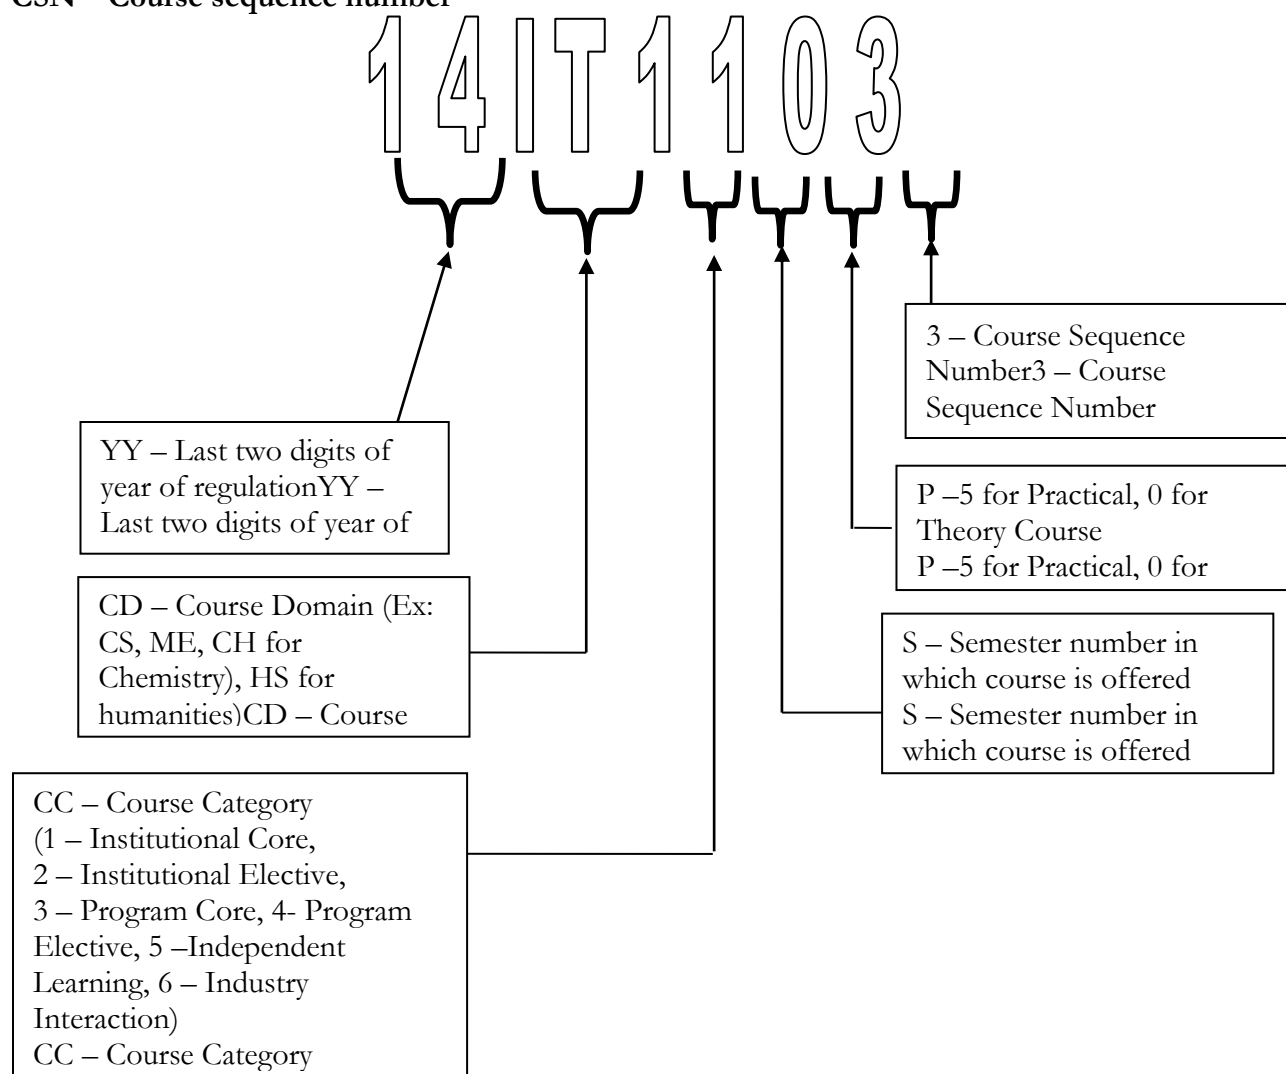 CSN – Course sequence number
14IT1103
3 – Course Sequence
Number3 – Course
Sequence Number
YY – Last two digits of
year of regulationYY –
Last two digits of year of
P –5 for Practical, 0 for
Theory Course
P –5 for Practical, 0 for
CD – Course Domain (Ex:
CS, ME, CH for
Chemistry), HS for
humanities)CD – Course
S – Semester number in
which course is offered
S – Semester number in
which course is offered
CC – Course Category
(1 – Institutional Core,
2 – Institutional Elective,
3 – Program Core, 4- Program
Elective, 5 –Independent
Learning, 6 – Industry
Interaction)
CC – Course Category